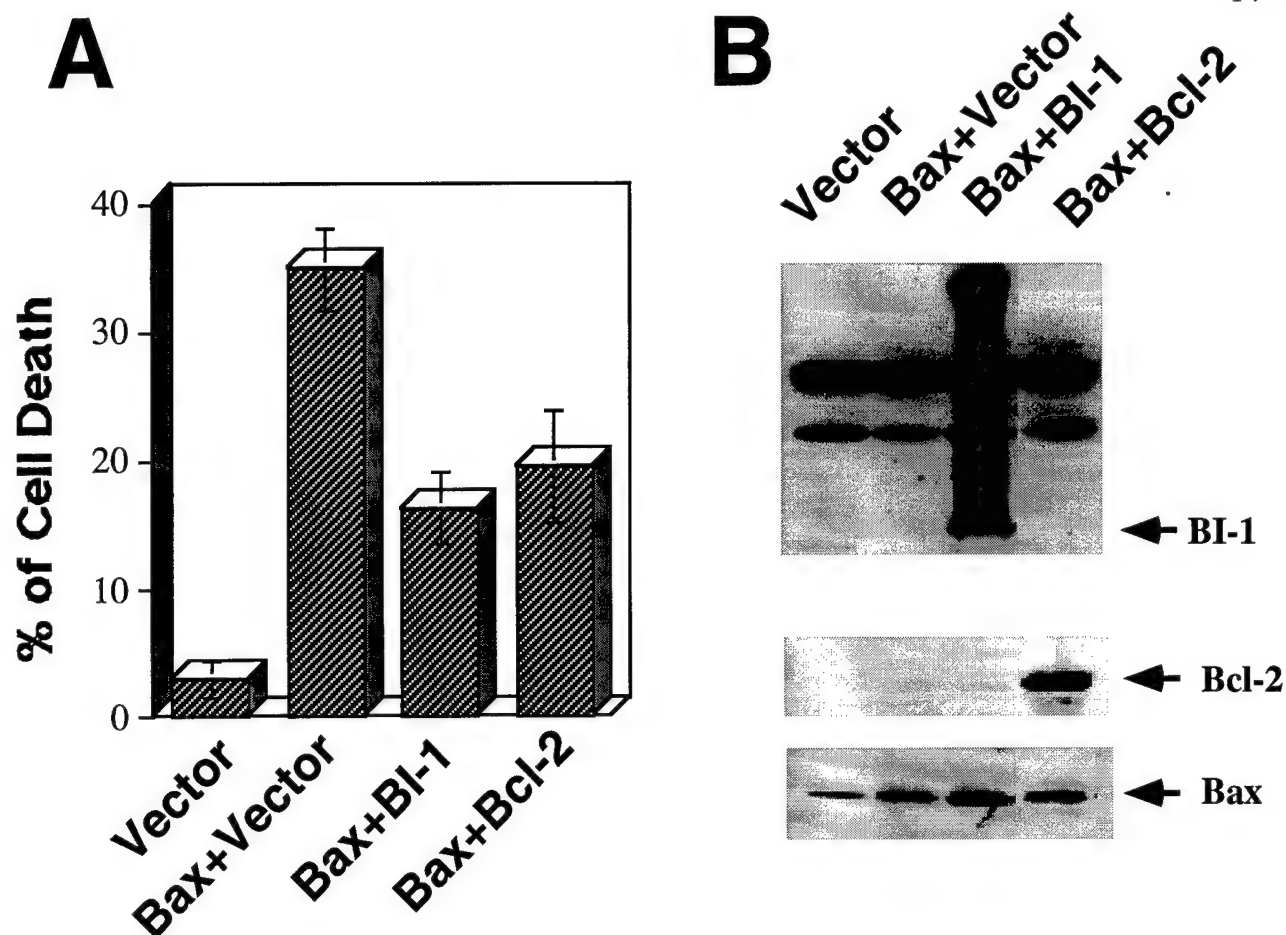 A
% of Cell Death
40
30
20
10
0
Vector
Bax+Vector
Bax+BI-1
Bax+Bcl-2
B
Vector
Bax+Vector
Bax+BI-1
Bax+Bcl-2
BI-1
Bcl-2
Bax